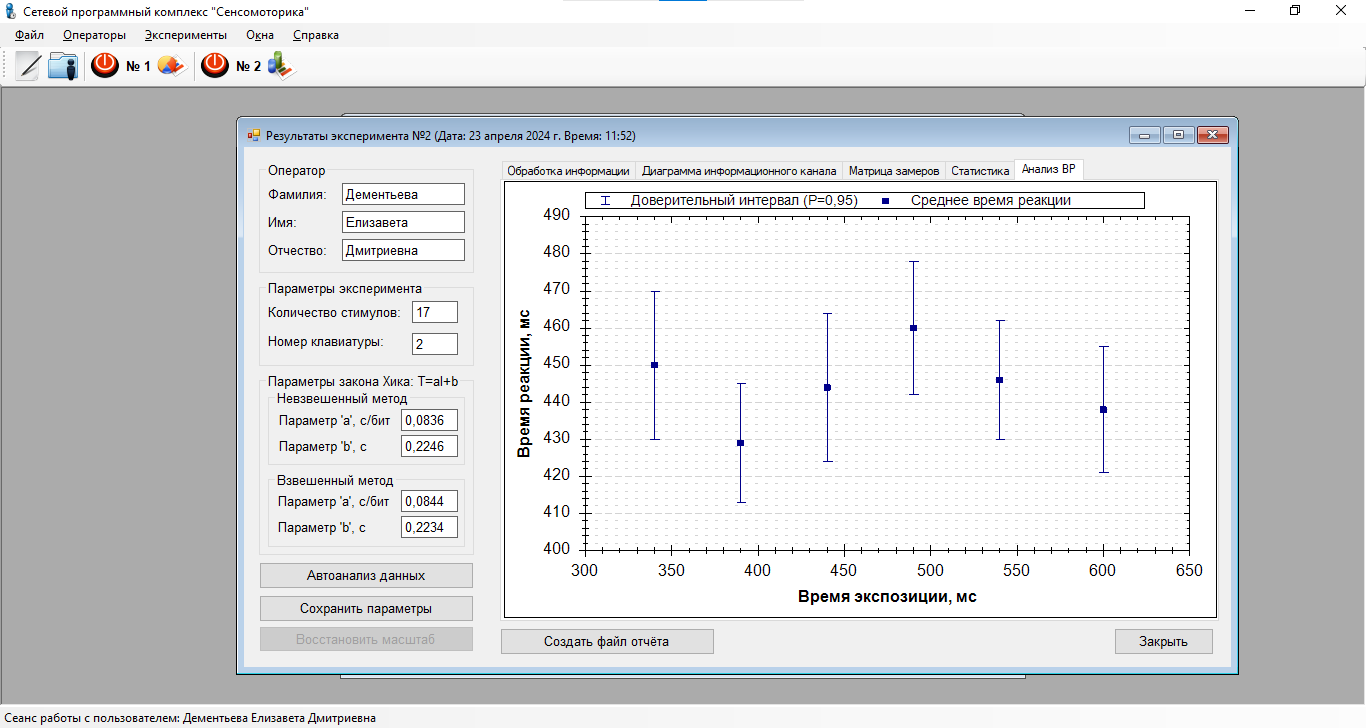 Сетевой программный комплекс "Сенсомоторика"
Файл Операторы Эксперименты Окна Справка
№ 1 № 2
Результаты эксперимента №2 (Дата: 23 апреля 2024 г. Время: 11:52)
Оператор
Фамилия: Дементьева
Имя: Елизавета
Отчество: Дмитриевна
Параметры эксперимента
Количество стимулов: 17
Номер клавиатуры: 2
Параметры закона Хика: T=aI+b
Невзвешенный метод
Параметр 'a', с/бит 0,0836
Параметр 'b', с 0,2246
Взвешенный метод
Параметр 'a', с/бит 0,0844
Параметр 'b', с 0,2234
Автоанализ данных
Сохранить параметры
Восстановить масштаб
Обработка информации Диаграмма информационного канала Матрица замеров Статистика Анализ ВР
Доверительный интервал (P=0,95) Среднее время реакции
Время реакции, мс
490
480
470
460
450
440
430
420
410
400
300 350 400 450 500 550 600 650
Время экспозиции, мс
Создать файл отчёта Закрыть
Сеанс работы с пользователем: Дементьева Елизавета Дмитриевна